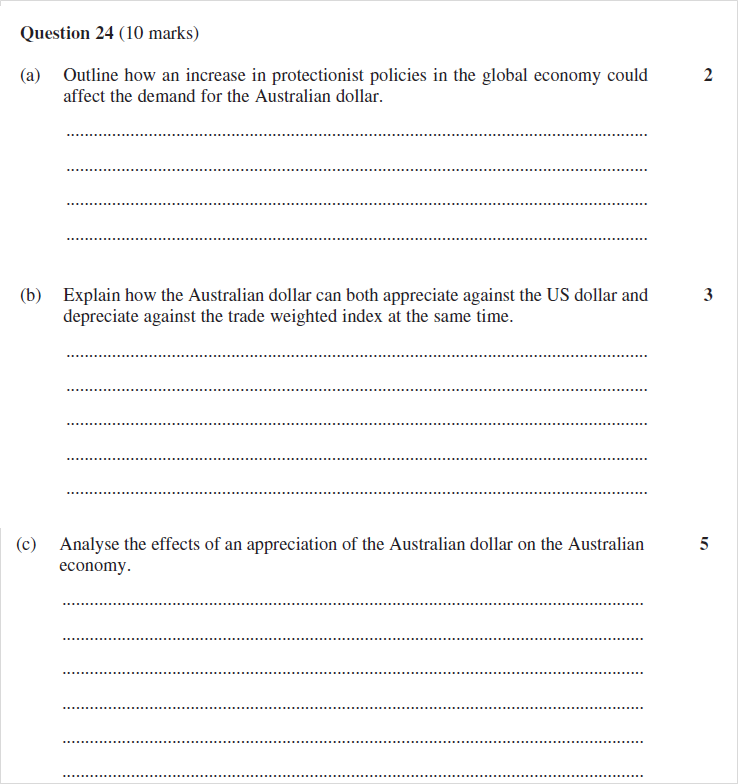 Question 24 (10 marks)
(a) Outline how an increase in protectionist policies in the global economy could 2
affect the demand for the Australian dollar.
(b) Explain how the Australian dollar can both appreciate against the US dollar and 3
depreciate against the trade weighted index at the same time.
(c) Analyse the effects of an appreciation of the Australian dollar on the Australian 5
economy.